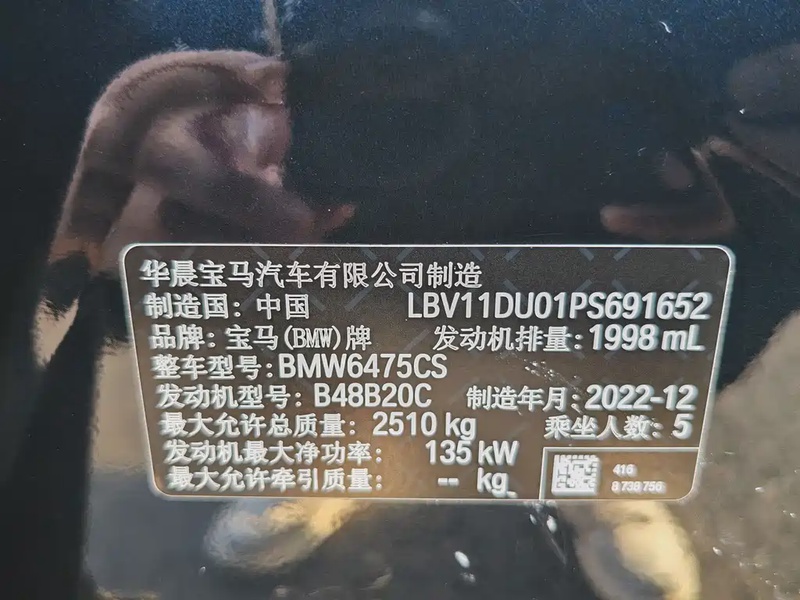 华晨宝马汽车有限公司制造
制造国：中国 LBV11DU01PS691652
品牌：宝马(BMW)牌 发动机排量：1998 mL
整车型号：BMW6475CS
发动机型号：B48B20C 制造年月：2022-12
最大允许总质量：2510 kg 乘坐人数：5
发动机最大净功率：135 kW
最大允许牵引质量：-- kg
416
8 738 756